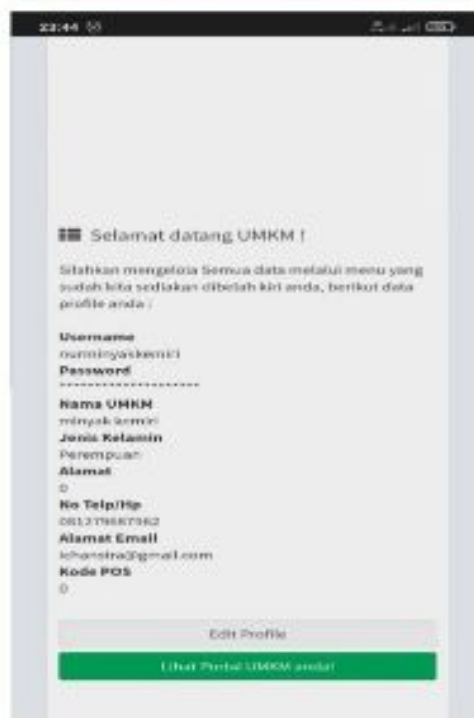 23:44
Selamat datang UMKM !
Silahkan mengelola Semua data melalui menu yang
sudah kita sediakan dibelah kiri anda, berikut data
profile anda :
Username
nurminyaskemiri
Password
--------------------
Nama UMKM
minyak kemiri
Jenis Kelamin
Perempuan
Alamat
0
No Telp/Hp
Alamat Email
Kode POS
0
Edit Profile
Lihat Portal UMKM anda!